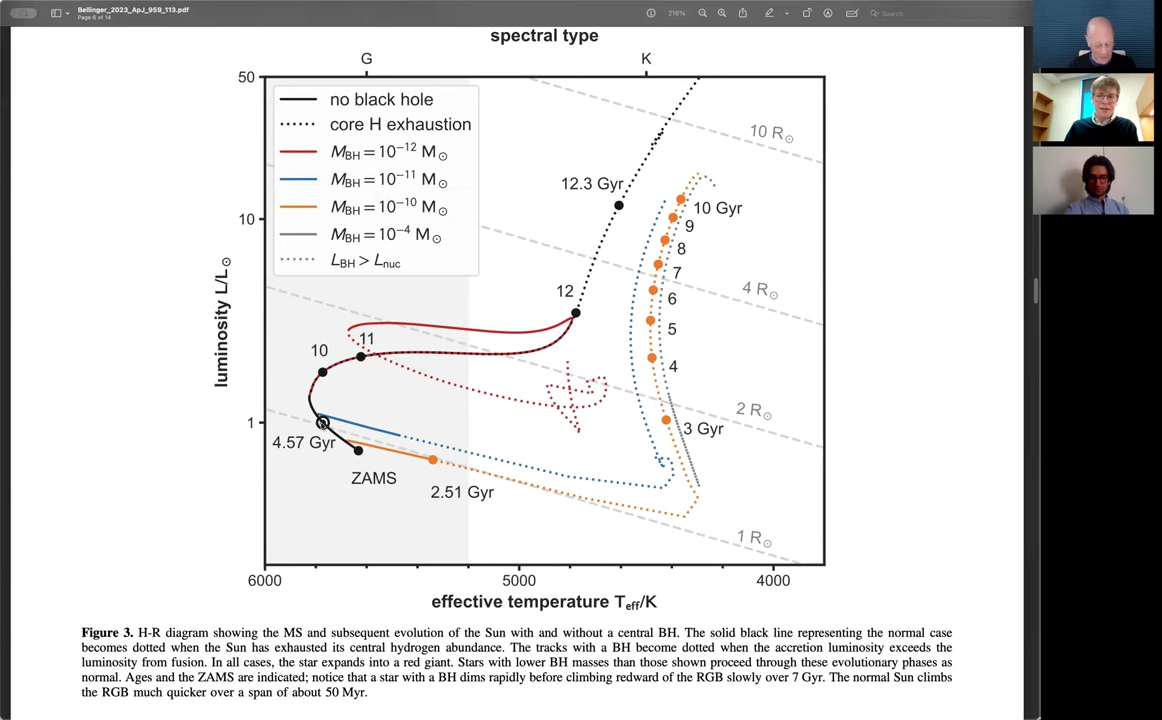 Bellinger_2023_ApJ_959_113.pdf
Page 6 of 14
216%
Search
spectral type
G K
50
10
1
luminosity L/L☉
no black hole
core H exhaustion
M_BH = 10⁻¹² M☉
M_BH = 10⁻¹¹ M☉
M_BH = 10⁻¹⁰ M☉
M_BH = 10⁻⁴ M☉
L_BH > L_nuc
10 R☉
12.3 Gyr
10 Gyr
9
8
7
4 R☉
12
6
5
11
10
4
2 R☉
3 Gyr
4.57 Gyr
ZAMS
2.51 Gyr
1 R☉
6000 5000 4000
effective temperature T_eff/K
Figure 3. H-R diagram showing the MS and subsequent evolution of the Sun with and without a central BH. The solid black line representing the normal case
becomes dotted when the Sun has exhausted its central hydrogen abundance. The tracks with a BH become dotted when the accretion luminosity exceeds the
luminosity from fusion. In all cases, the star expands into a red giant. Stars with lower BH masses than those shown proceed through these evolutionary phases as
normal. Ages and the ZAMS are indicated; notice that a star with a BH dims rapidly before climbing redward of the RGB slowly over 7 Gyr. The normal Sun climbs
the RGB much quicker over a span of about 50 Myr.